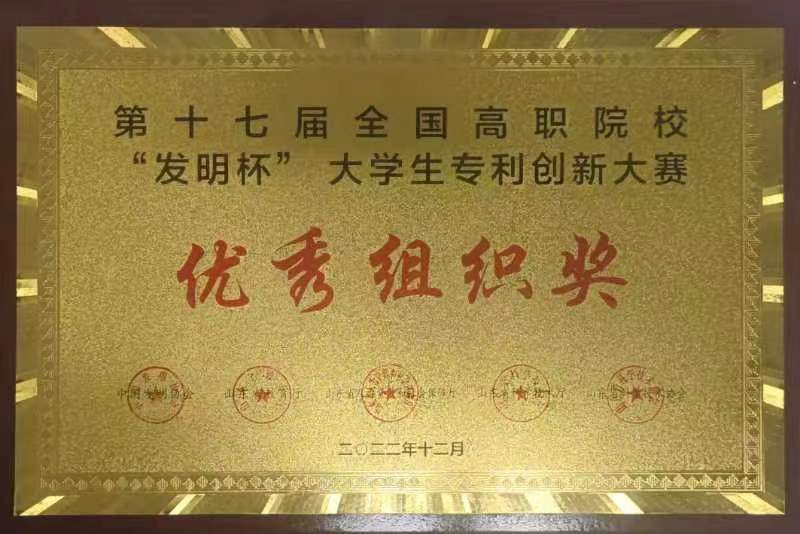 第十七届全国高职院校
“发明杯” 大学生专利创新大赛
优秀组织奖
二〇二二年十二月